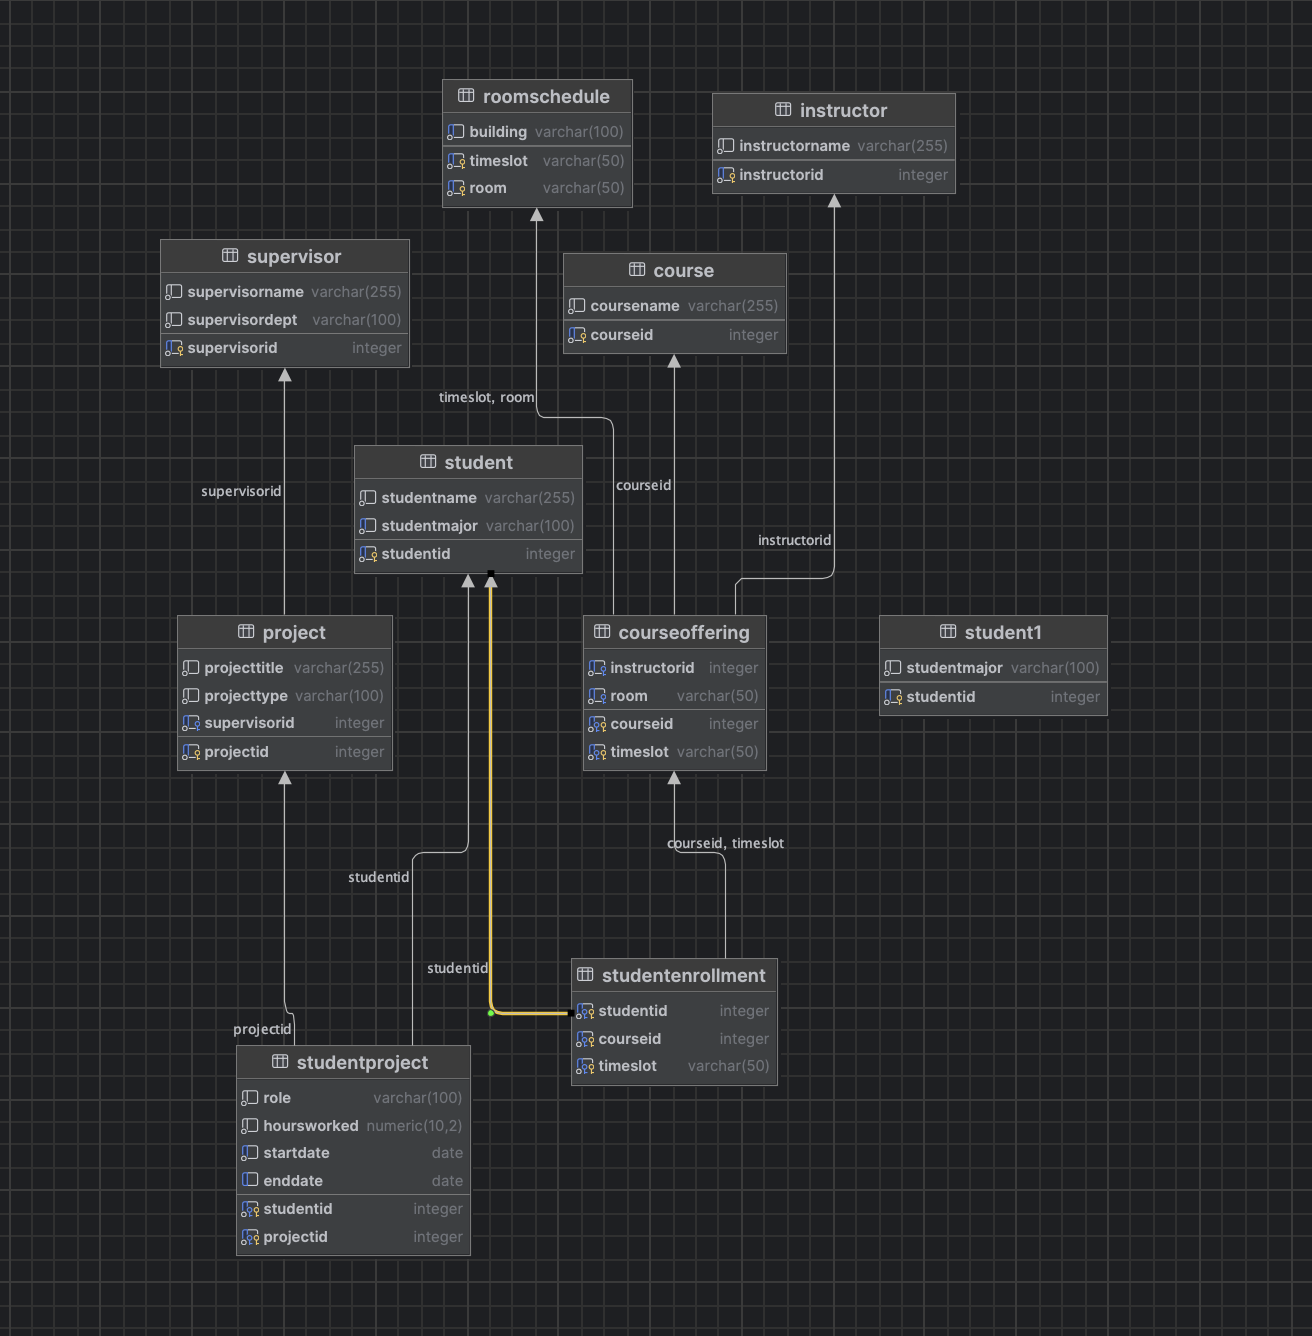 roomschedule
building varchar(100)
timeslot varchar(50)
room varchar(50)
instructor
instructorname varchar(255)
instructorid integer
supervisor
supervisorname varchar(255)
supervisordept varchar(100)
supervisorid integer
course
coursename varchar(255)
courseid integer
timeslot, room
student
studentname varchar(255)
studentmajor varchar(100)
studentid integer
supervisorid
courseid
instructorid
project
projecttitle varchar(255)
projecttype varchar(100)
supervisorid integer
projectid integer
courseoffering
instructorid integer
room varchar(50)
courseid integer
timeslot varchar(50)
student1
studentmajor varchar(100)
studentid integer
courseid, timeslot
studentid
studentid
studentenrollment
studentid integer
courseid integer
timeslot varchar(50)
projectid
studentproject
role varchar(100)
hoursworked numeric(10,2)
startdate date
enddate date
studentid integer
projectid integer